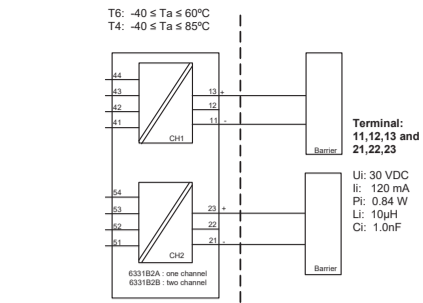 T6: -40 ≤ Ta ≤ 60ºC
T4: -40 ≤ Ta ≤ 85ºC
44
43
42
41
13 +
12
11 -
CH1
Barrier
Terminal:
11,12,13 and
21,22,23
Ui: 30 VDC
Ii: 120 mA
Pi: 0.84 W
Li: 10µH
Ci: 1.0nF
54
53
52
51
23 +
22
21 -
CH2
Barrier
6331B2A : one channel
6331B2B : two channel